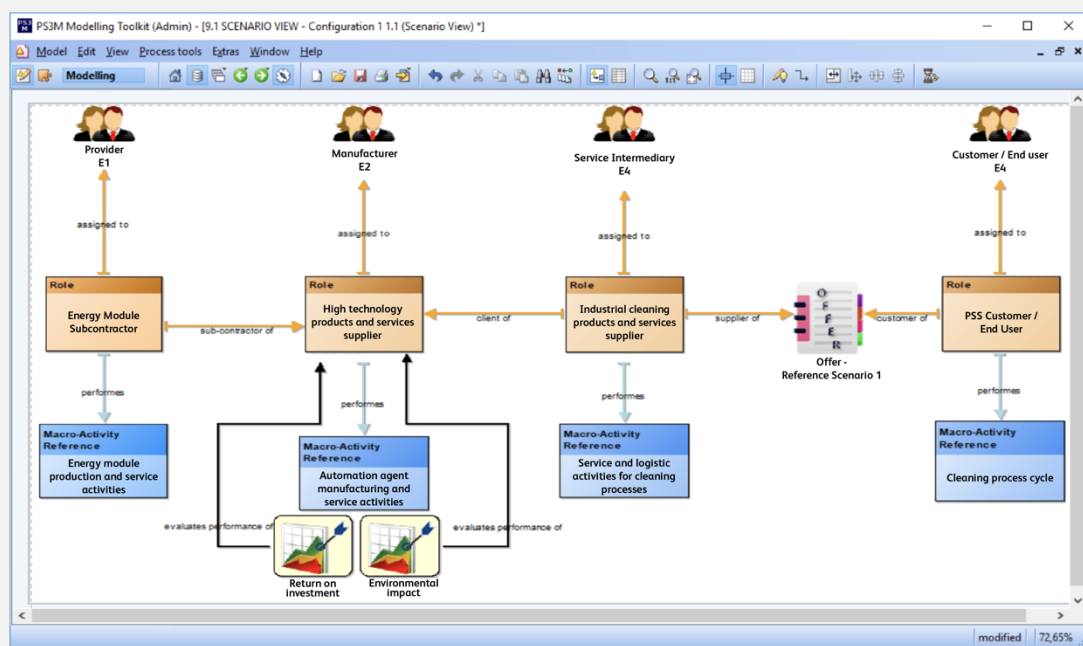 PS3M
PS3M Modelling Toolkit (Admin) - [9.1 SCENARIO VIEW - Configuration 1 1.1 (Scenario View) *]
Model Edit View Process tools Extras Window Help
Modelling
Provider
E1
Manufacturer
E2
Service Intermediary
E4
Customer / End user
E4
assigned to
assigned to
assigned to
assigned to
Role
Energy Module
Subcontractor
sub-contractor of
Role
High technology
products and services
supplier
client of
Role
Industrial cleaning
products and services
supplier
supplier of
OFFER
Offer -
Reference Scenario 1
customer of
Role
PSS Customer /
End User
performes
performes
performes
performes
Macro-Activity
Reference
Energy module
production and service
activities
Macro-Activity
Reference
Automation agent
manufacturing and
service activities
Macro-Activity
Reference
Service and logistic
activities for cleaning
processes
Macro-Activity
Reference
Cleaning process cycle
evaluates performance of
evaluates performance of
Return on
investment
Environmental
impact
modified 72,65%